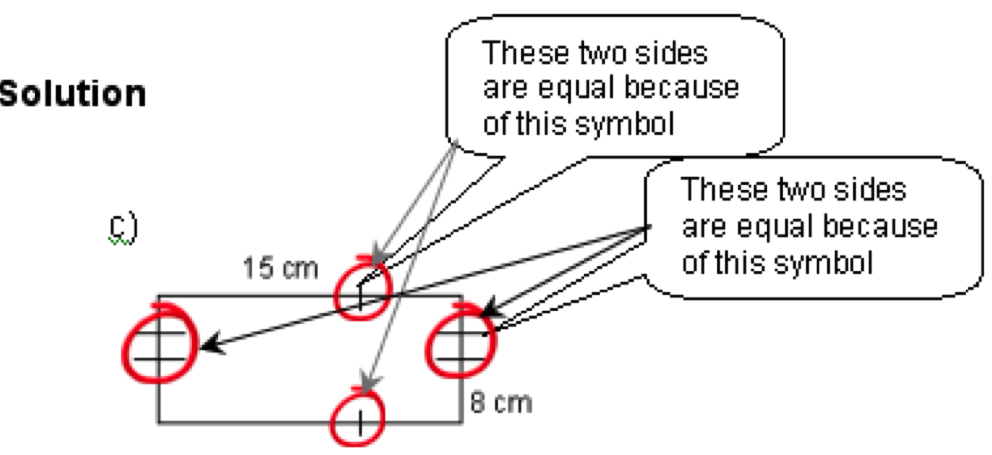 Solution
These two sides
are equal because
of this symbol
These two sides
are equal because
of this symbol
c)
15 cm
8 cm